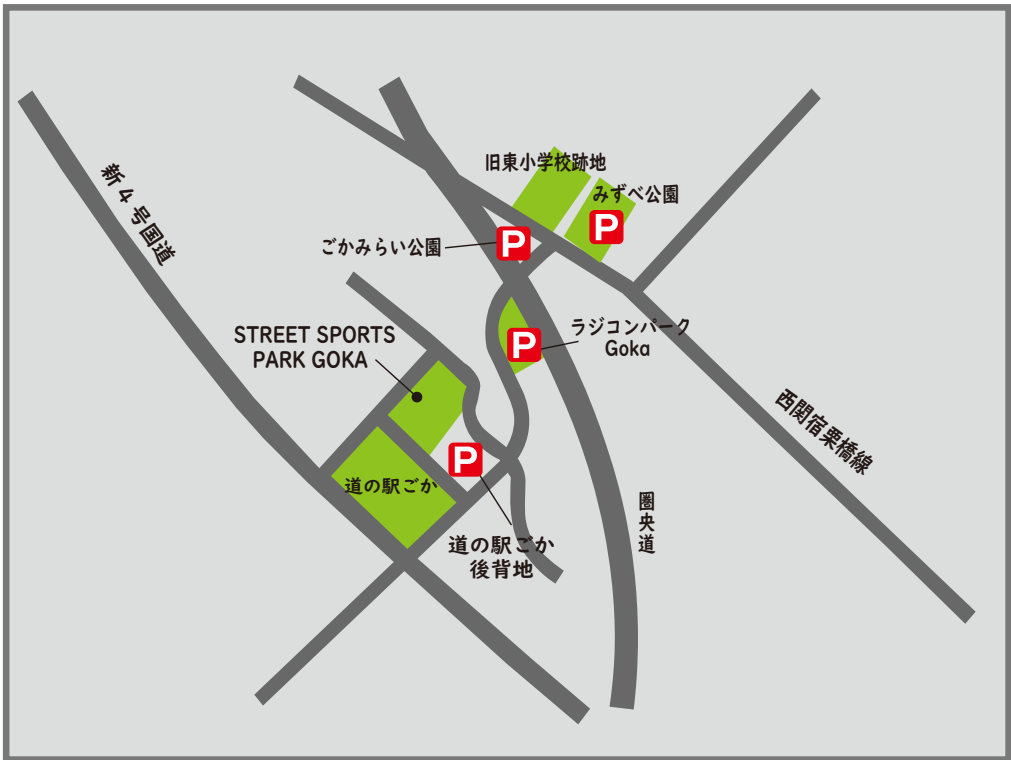 旧東小学校跡地
みずべ公園
P
新4号国道
ごかみらい公園
P
STREET SPORTS
PARK GOKA
ラジコンパーク
Goka
P
西関宿栗橋線
道の駅ごか
P
圏央道
道の駅ごか
後背地